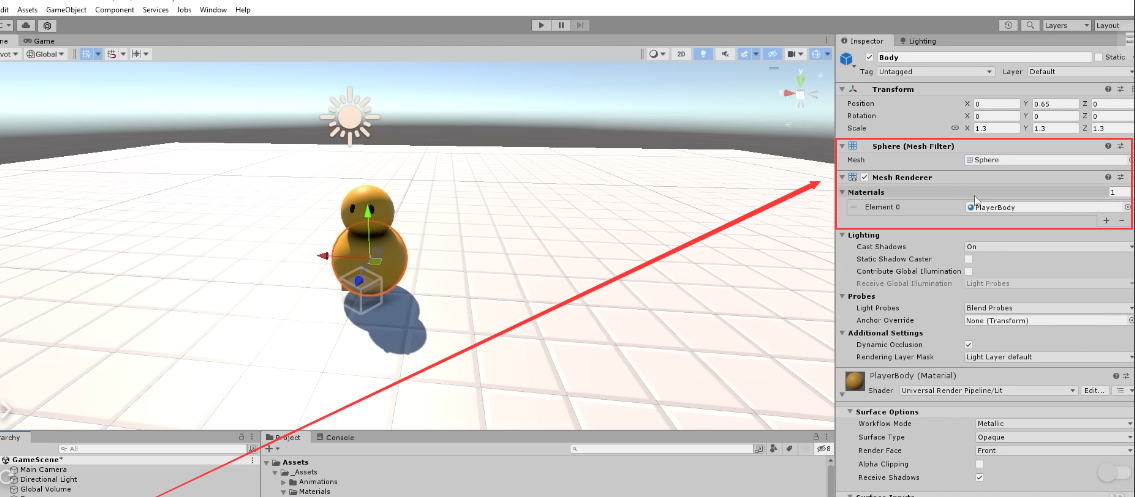 Assets GameObject Component Services Jobs Window Help
Layers Layout
Game
Global
2D
Inspector Lighting
Body Static
Tag Untagged Layer Default
Transform
Position X 0 Y 0.65 Z 0
Rotation X 0 Y 0 Z 0
Scale X 1.3 Y 1.3 Z 1.3
Sphere (Mesh Filter)
Mesh Sphere
Mesh Renderer
Materials 1
Element 0 PlayerBody
Lighting
Cast Shadows On
Static Shadow Caster
Contribute Global Illumination
Receive Global Illumination Light Probes
Probes
Light Probes Blend Probes
Anchor Override None (Transform)
Additional Settings
Dynamic Occlusion
Rendering Layer Mask Light Layer default
PlayerBody (Material)
Shader Universal Render Pipeline/Lit Edit...
Surface Options
Workflow Mode Metallic
Surface Type Opaque
Render Face Front
Alpha Clipping
Receive Shadows
Surface Inputs
Project Console
All
8
GameScene*
Main Camera
Directional Light
Global Volume
Assets
_Assets
Animations
Materials